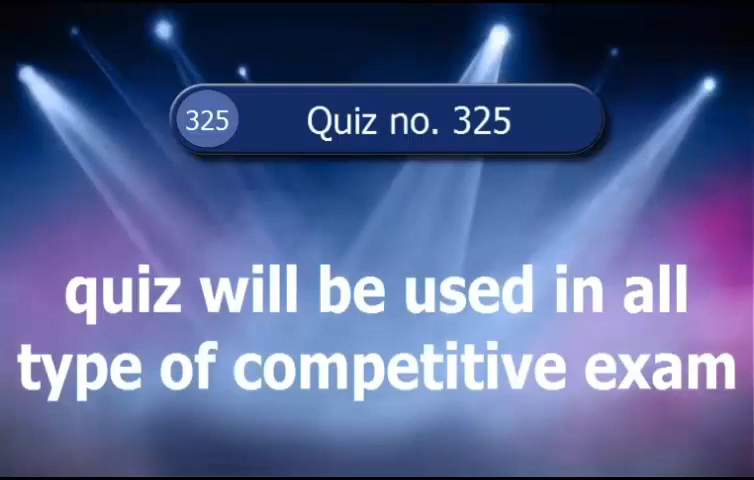 325
Quiz no. 325
quiz will be used in all
type of competitive exam